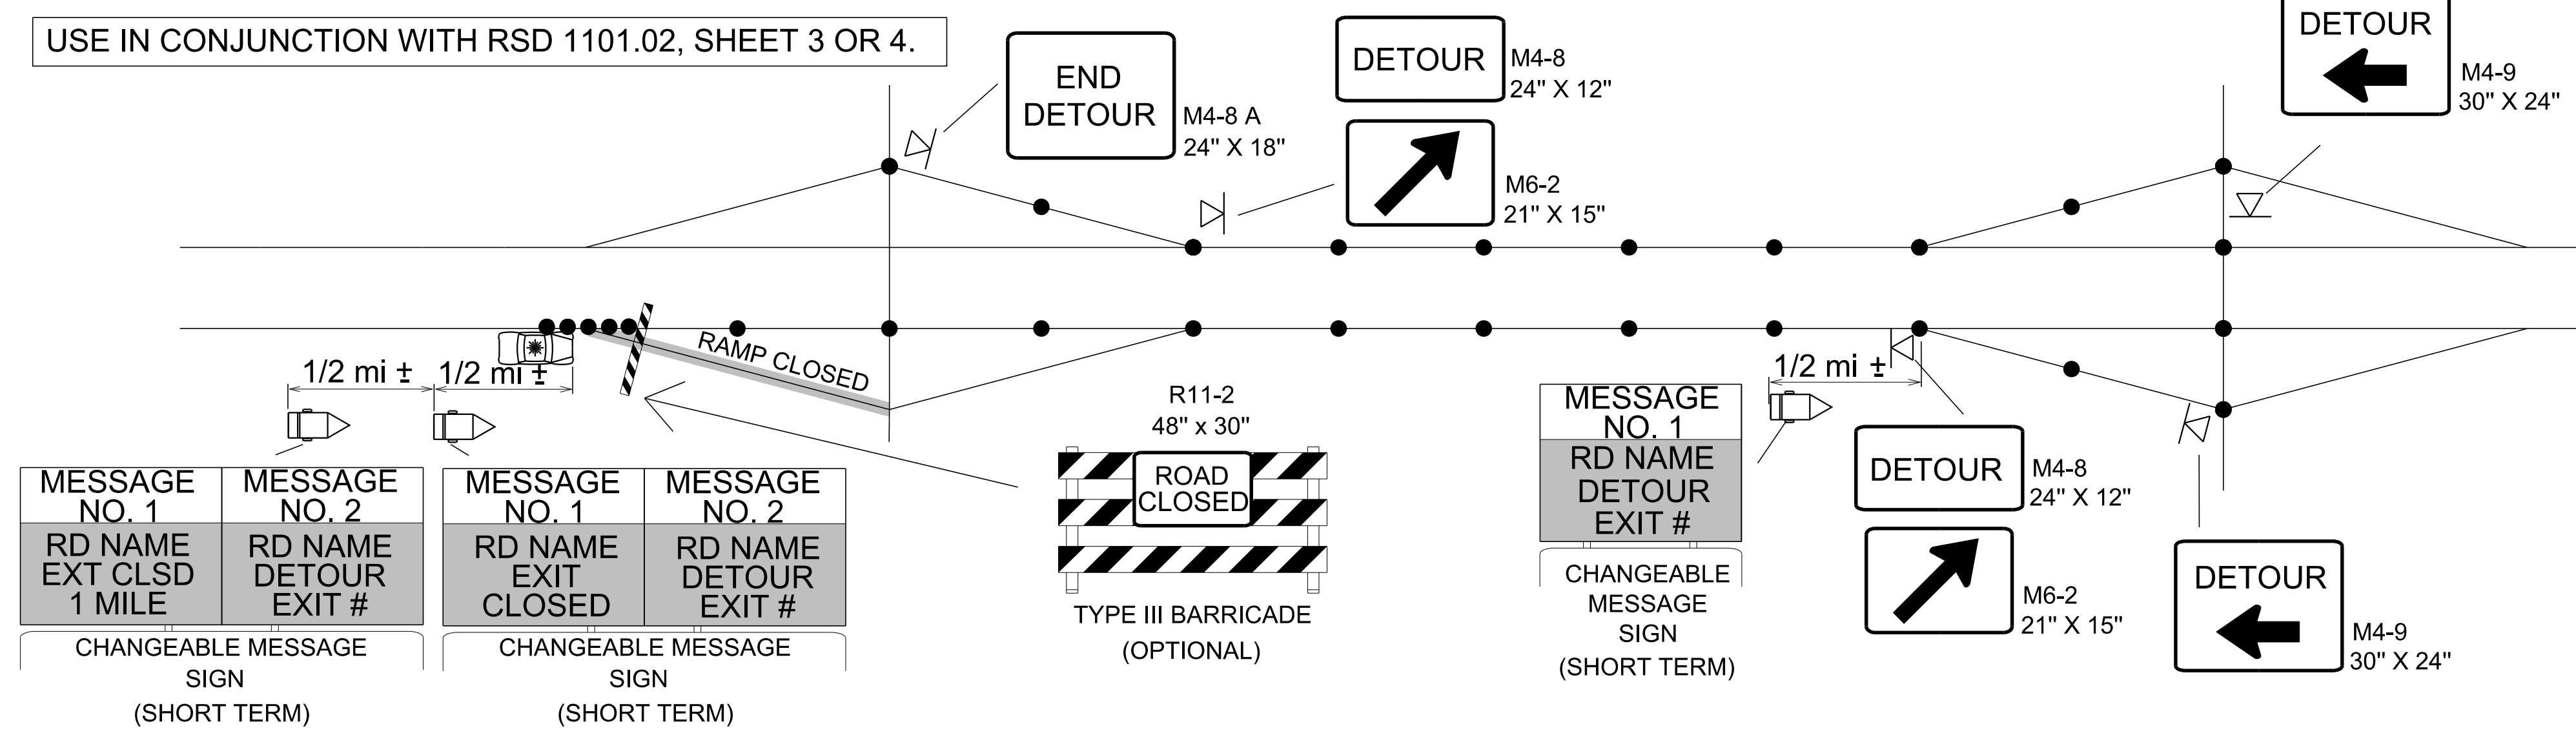 USE IN CONJUNCTION WITH RSD 1101.02, SHEET 3 OR 4.
END
DETOUR
M4-8 A
24" X 18"
DETOUR
M4-8
24" X 12"
M6-2
21" X 15"
DETOUR
M4-9
30" X 24"
RAMP CLOSED
1/2 mi ±
1/2 mi ±
1/2 mi ±
MESSAGE
NO. 1
RD NAME
EXT CLSD
1 MILE
MESSAGE
NO. 2
RD NAME
DETOUR
EXIT #
CHANGEABLE MESSAGE
SIGN
(SHORT TERM)
MESSAGE
NO. 1
RD NAME
EXIT
CLOSED
MESSAGE
NO. 2
RD NAME
DETOUR
EXIT #
CHANGEABLE MESSAGE
SIGN
(SHORT TERM)
R11-2
48" x 30"
ROAD
CLOSED
TYPE III BARRICADE
(OPTIONAL)
MESSAGE
NO. 1
RD NAME
DETOUR
EXIT #
CHANGEABLE
MESSAGE
SIGN
(SHORT TERM)
DETOUR
M4-8
24" X 12"
M6-2
21" X 15"
DETOUR
M4-9
30" X 24"